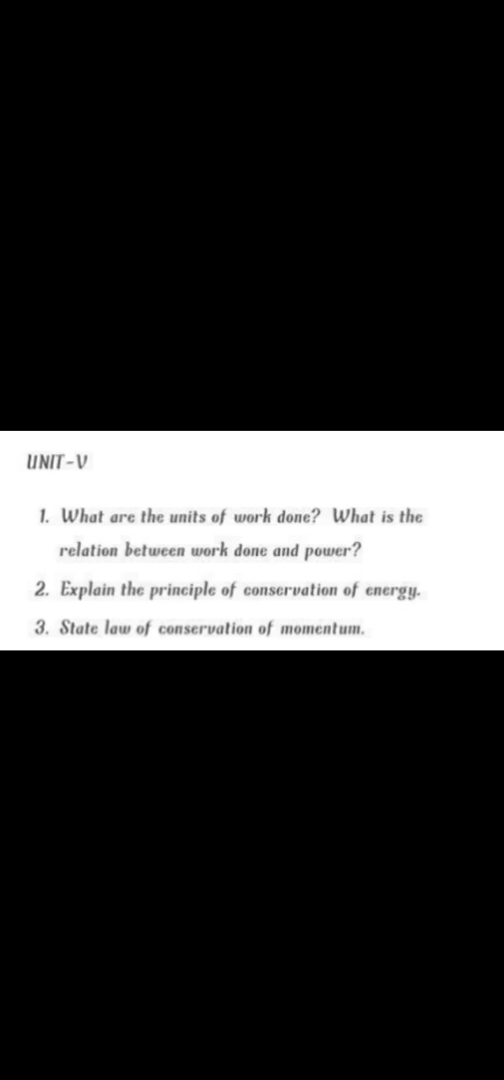 UNIT-V
1. What are the units of work done? What is the
relation between work done and power?
2. Explain the principle of conservation of energy.
3. State law of conservation of momentum.